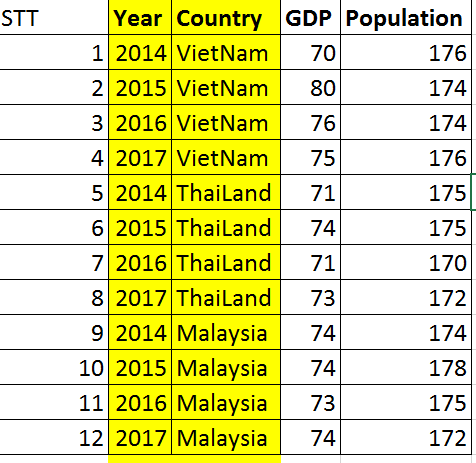 STT Year Country GDP Population
1 2014 VietNam 70 176
2 2015 VietNam 80 174
3 2016 VietNam 76 174
4 2017 VietNam 75 176
5 2014 ThaiLand 71 175
6 2015 ThaiLand 74 175
7 2016 ThaiLand 71 170
8 2017 ThaiLand 73 172
9 2014 Malaysia 74 174
10 2015 Malaysia 74 178
11 2016 Malaysia 73 175
12 2017 Malaysia 74 172